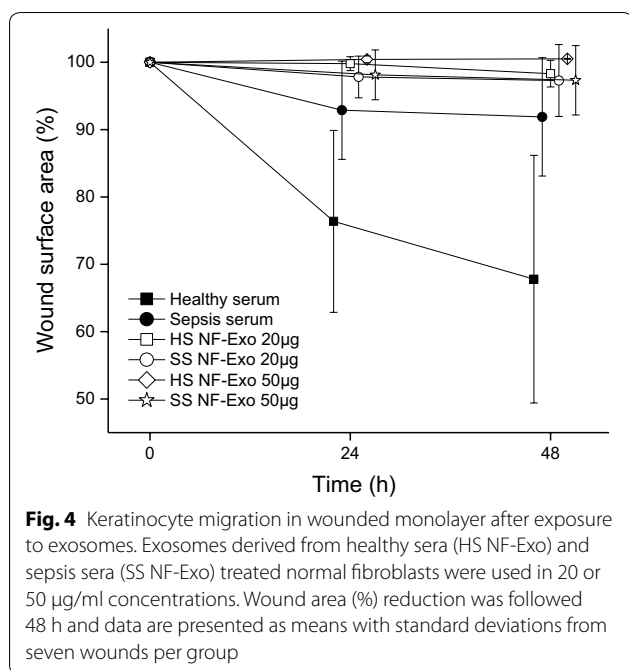 100
90
80
70
60
50
Wound surface area (%)
Healthy serum
Sepsis serum
HS NF-Exo 20µg
SS NF-Exo 20µg
HS NF-Exo 50µg
SS NF-Exo 50µg
0 24 48
Time (h)
Fig. 4 Keratinocyte migration in wounded monolayer after exposure
to exosomes. Exosomes derived from healthy sera (HS NF-Exo) and
sepsis sera (SS NF-Exo) treated normal fibroblasts were used in 20 or
50 µg/ml concentrations. Wound area (%) reduction was followed
48 h and data are presented as means with standard deviations from
seven wounds per group